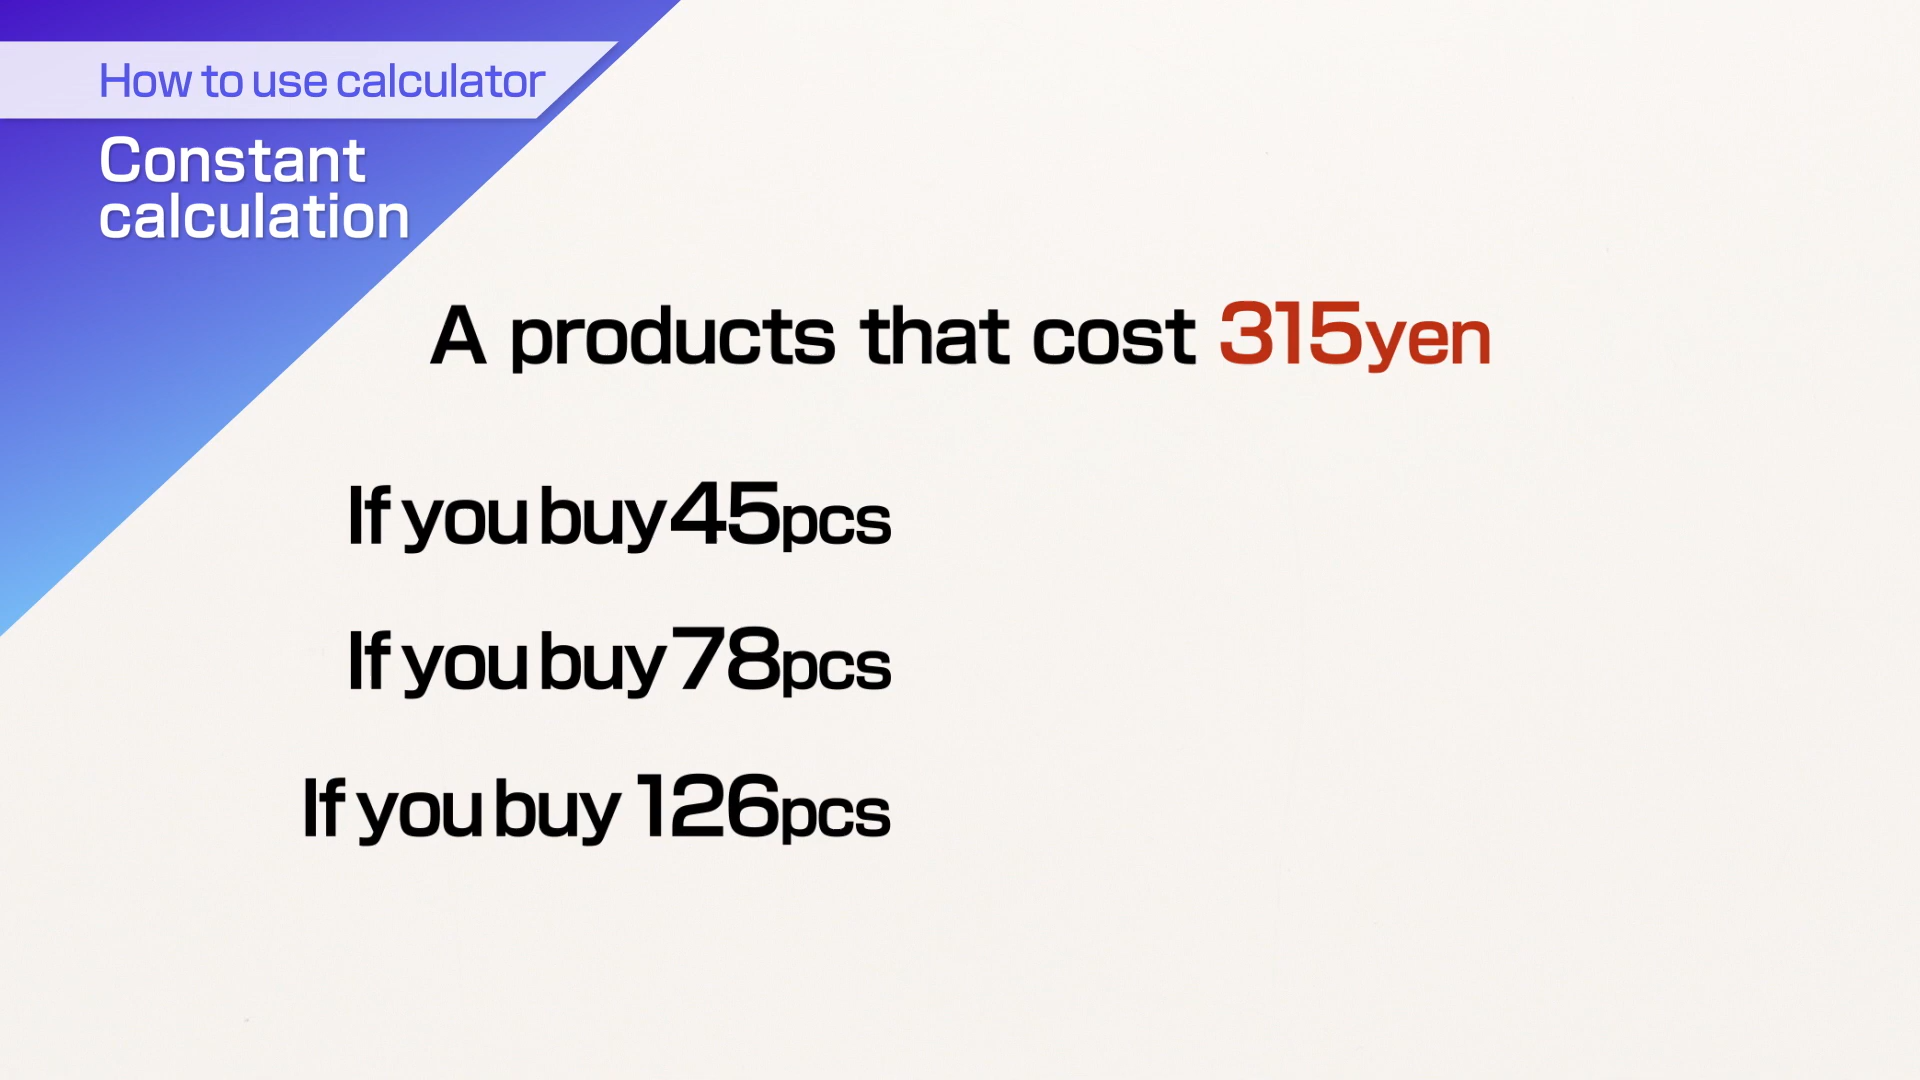 How to use calculator
Constant
calculation
A products that cost 315yen
If you buy 45pcs
If you buy 78pcs
If you buy 126pcs